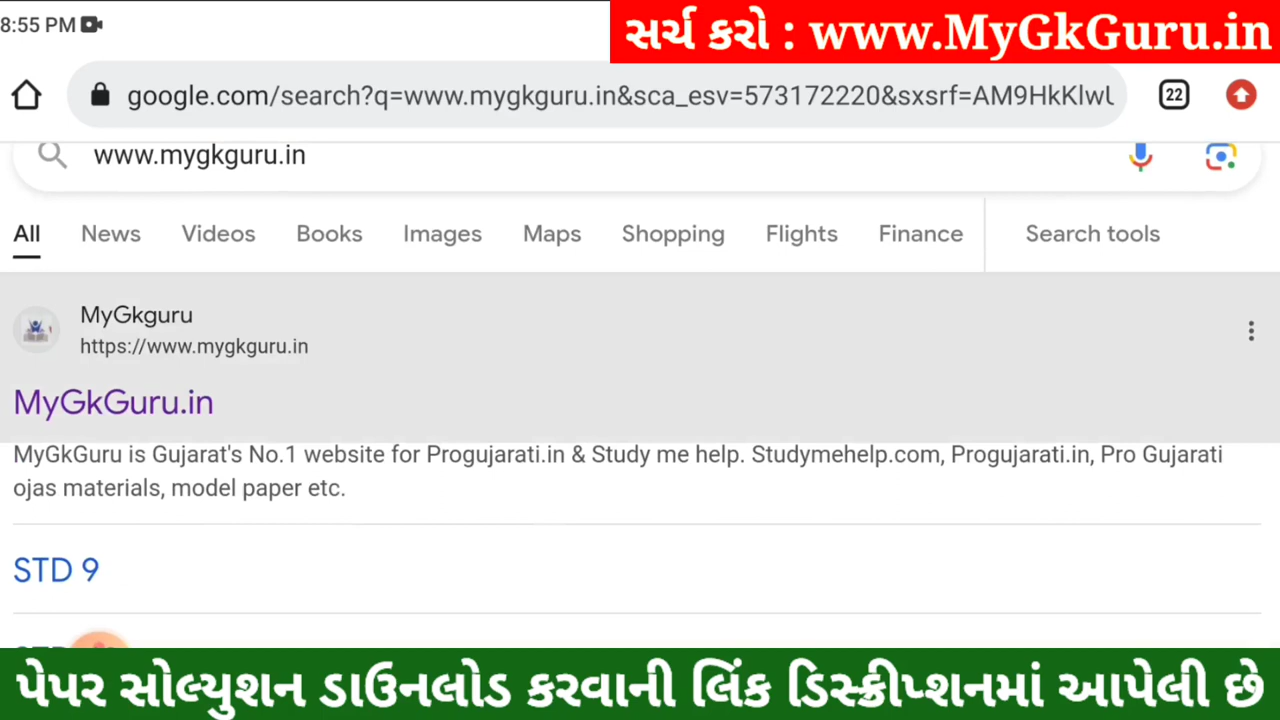 8:55 PM
સર્ચ કરો : www.MyGkGuru.in
google.com/search?q=www.mygkguru.in&sca_esv=573172220&sxsrf=AM9HkKlwU
22
www.mygkguru.in
All News Videos Books Images Maps Shopping Flights Finance Search tools
MyGkguru
https://www.mygkguru.in
MyGkGuru.in
MyGkGuru is Gujarat's No.1 website for Progujarati.in & Study me help. Studymehelp.com, Progujarati.in, Pro Gujarati
ojas materials, model paper etc.
STD 9
પેપર સોલ્યુશન ડાઉનલોડ કરવાની લિંક ડિસ્ક્રીપ્શનમાં આપેલી છે